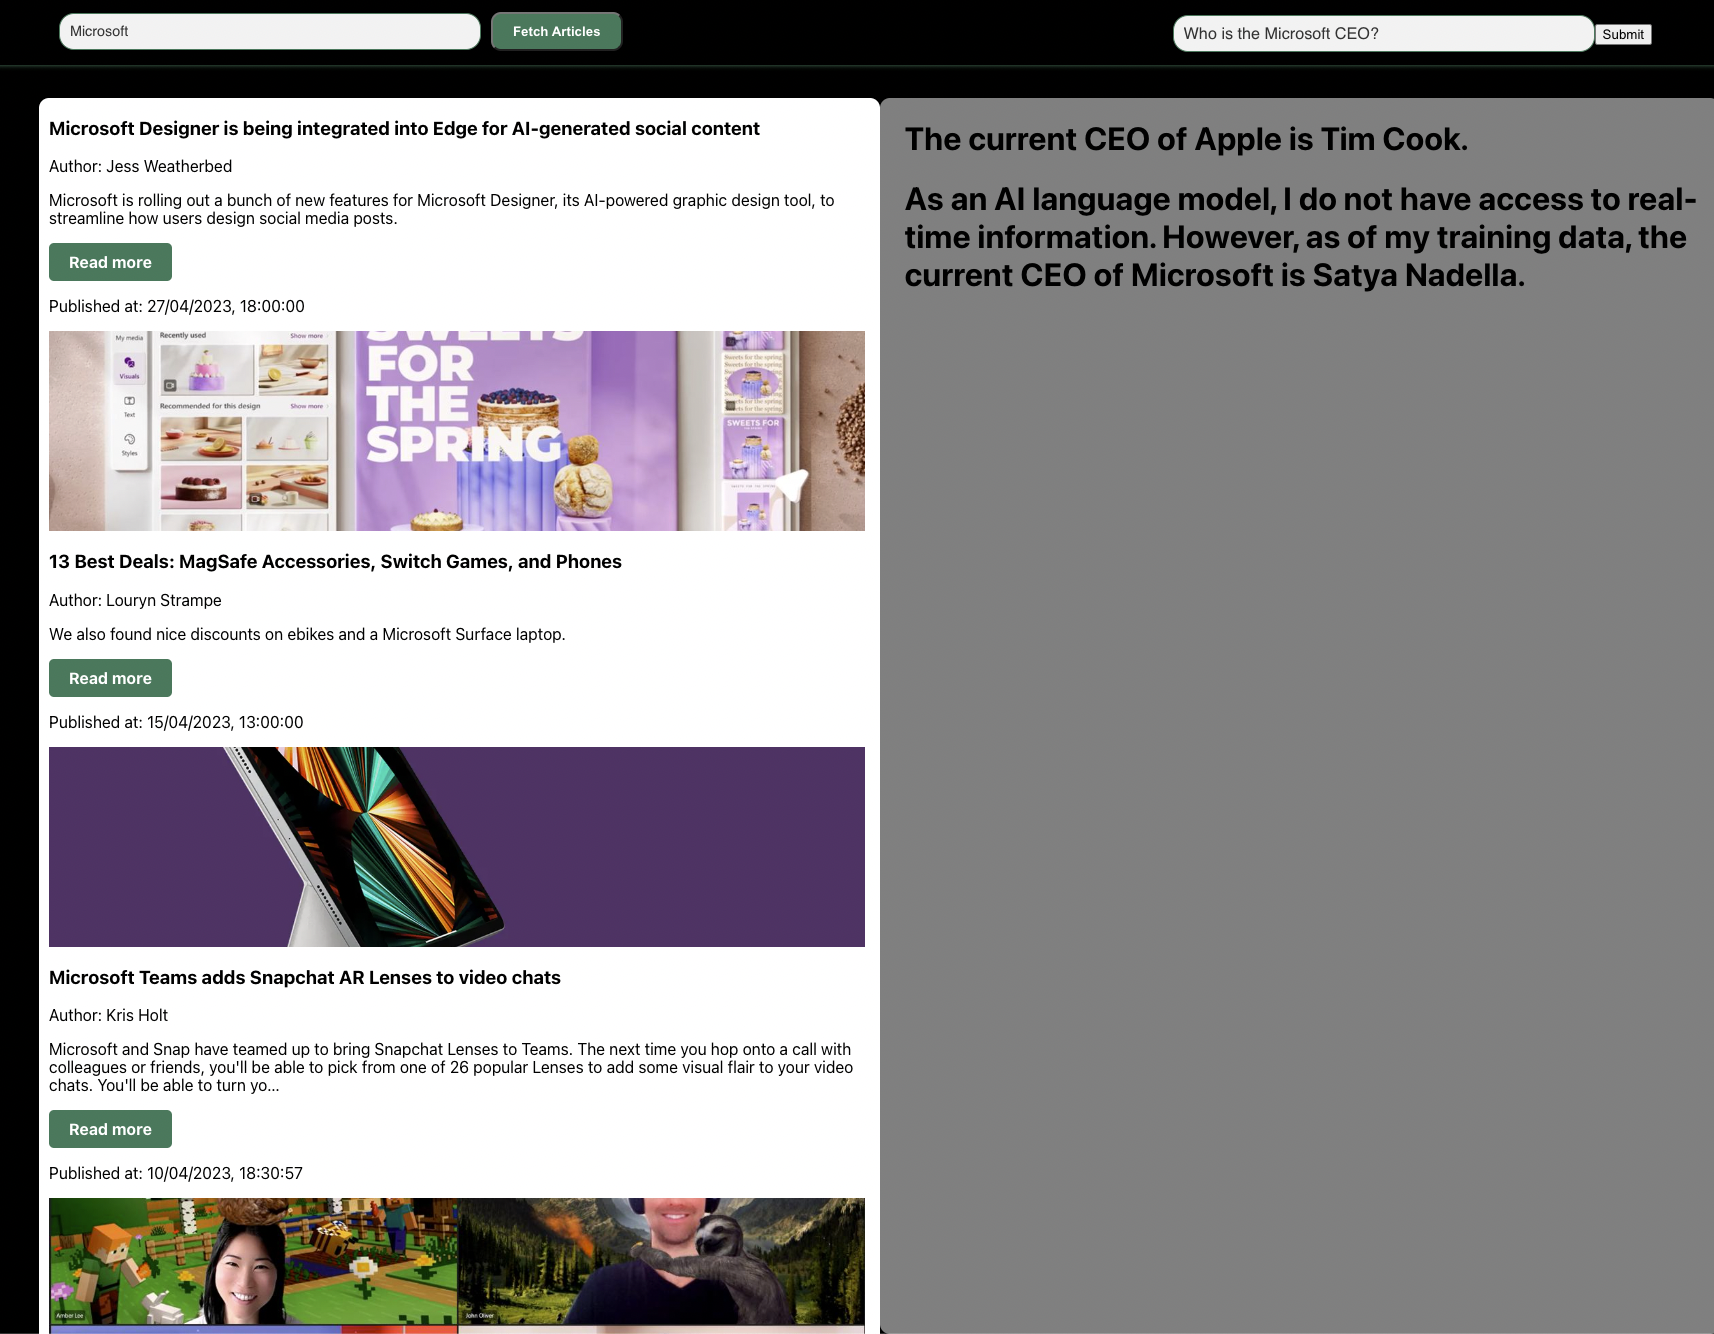 Microsoft
Fetch Articles
Who is the Microsoft CEO?
Submit
Microsoft Designer is being integrated into Edge for AI-generated social content
Author: Jess Weatherbed
Microsoft is rolling out a bunch of new features for Microsoft Designer, its AI-powered graphic design tool, to
streamline how users design social media posts.
Read more
Published at: 27/04/2023, 18:00:00
My media
Visuals
Text
Styles
Recently used
Show more
Recommended for this design
Show more
SWEETS
FOR
THE
SPRING
Sweets for the spring
Sweets for the spring
SWEETS FOR
13 Best Deals: MagSafe Accessories, Switch Games, and Phones
Author: Louryn Strampe
We also found nice discounts on ebikes and a Microsoft Surface laptop.
Read more
Published at: 15/04/2023, 13:00:00
Microsoft Teams adds Snapchat AR Lenses to video chats
Author: Kris Holt
Microsoft and Snap have teamed up to bring Snapchat Lenses to Teams. The next time you hop onto a call with
colleagues or friends, you'll be able to pick from one of 26 popular Lenses to add some visual flair to your video
chats. You'll be able to turn yo...
Read more
Published at: 10/04/2023, 18:30:57
Amber Lee
John Oliver
The current CEO of Apple is Tim Cook.
As an AI language model, I do not have access to real-
time information. However, as of my training data, the
current CEO of Microsoft is Satya Nadella.